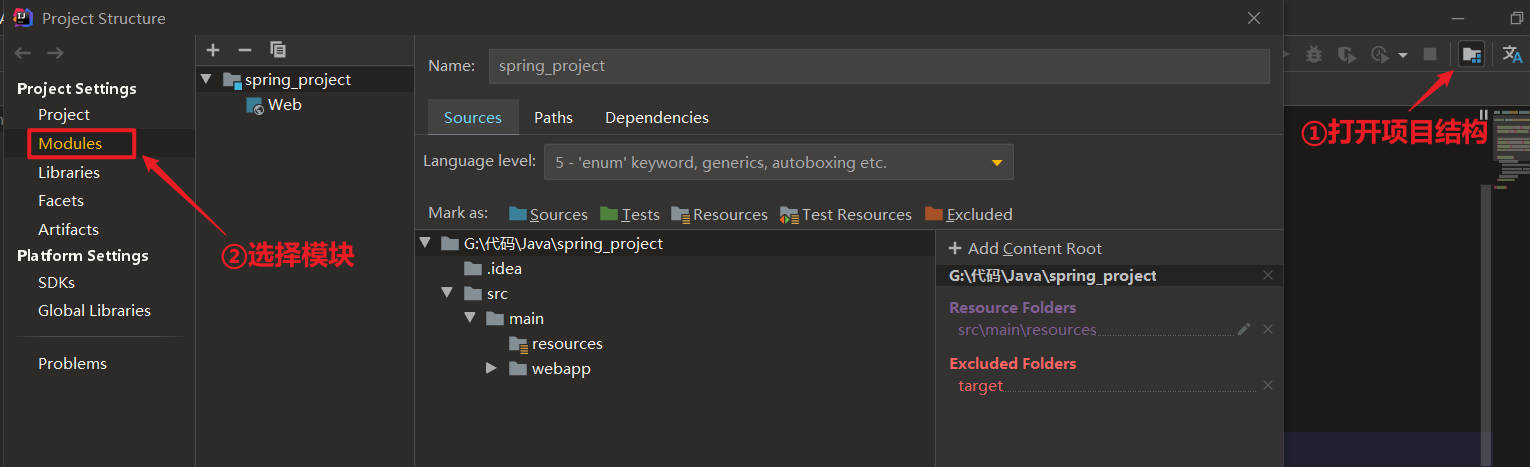 Project Structure
Project Settings
Project
Modules
Libraries
Facets
Artifacts
Platform Settings
SDKs
Global Libraries
Problems
②选择模块
spring_project
Web
Name: spring_project
Sources Paths Dependencies
Language level: 5 - 'enum' keyword, generics, autoboxing etc.
Mark as: Sources Tests Resources Test Resources Excluded
G:\代码\Java\spring_project
.idea
src
main
resources
webapp
Add Content Root
G:\代码\Java\spring_project
Resource Folders
src\main\resources
Excluded Folders
target
①打开项目结构